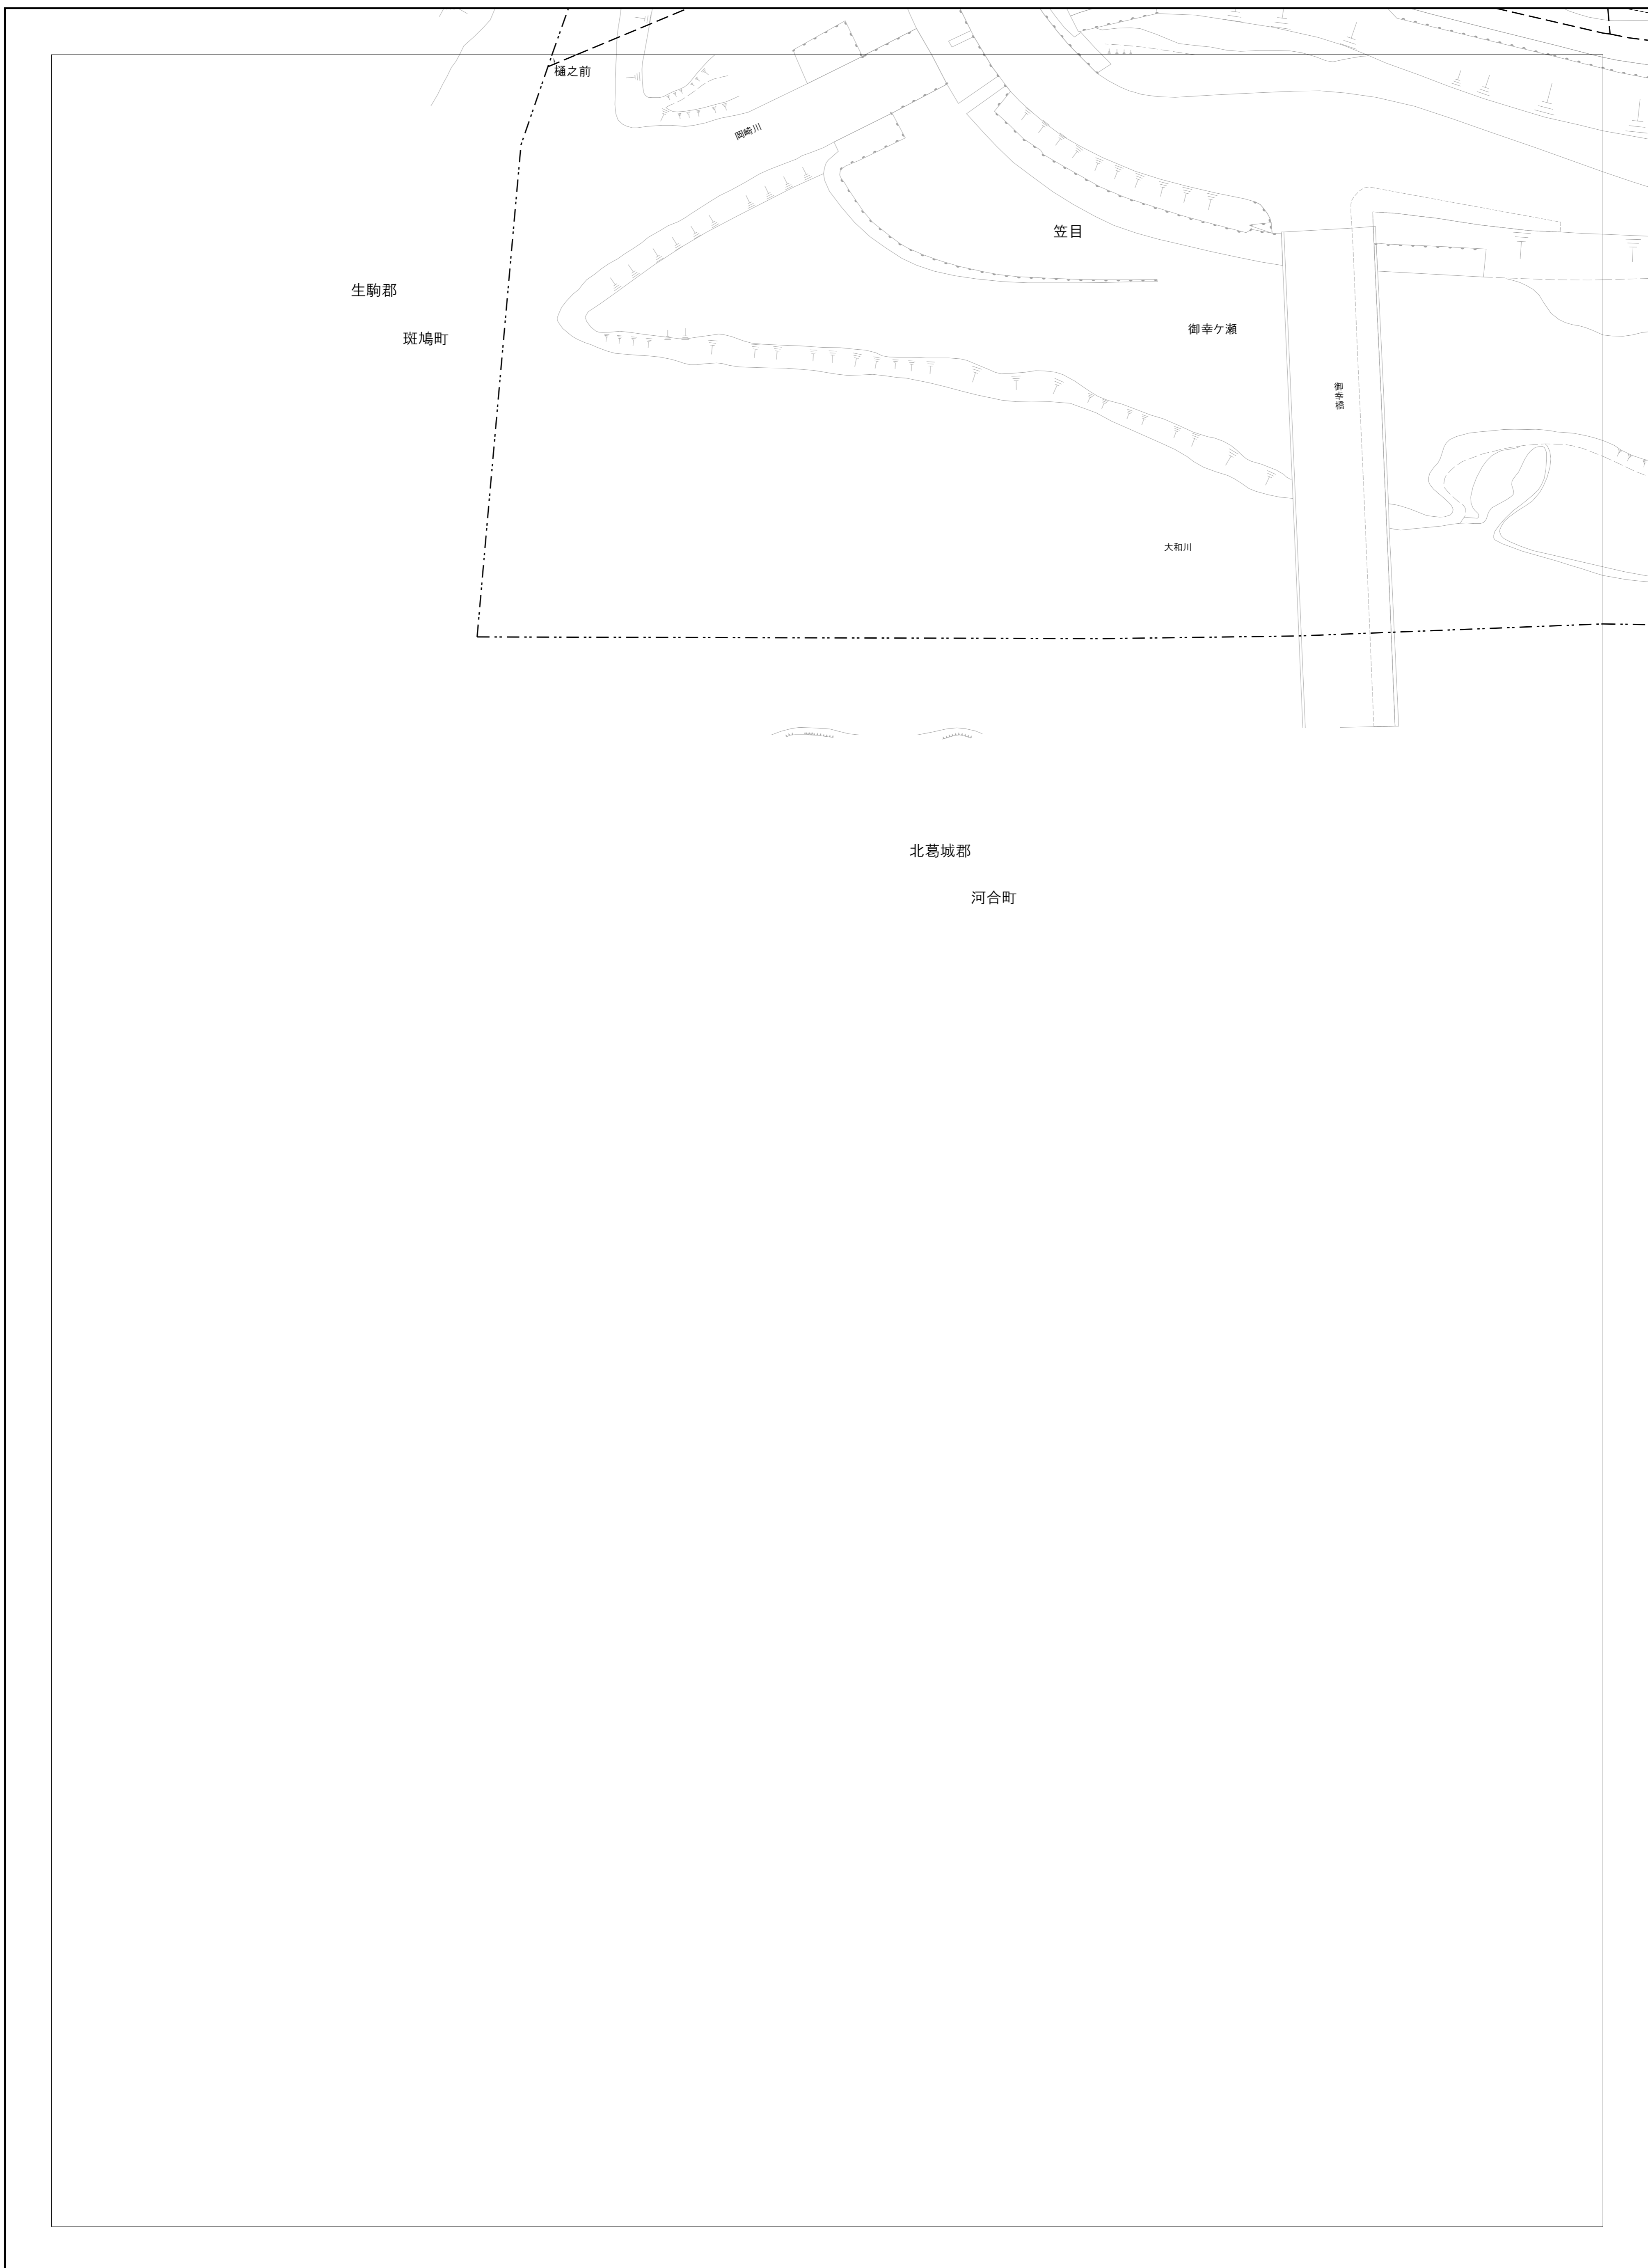 樋之前
岡崎川
笠目
生駒郡
御幸ケ瀬
斑鳩町
御幸橋
大和川
北葛城郡
河合町